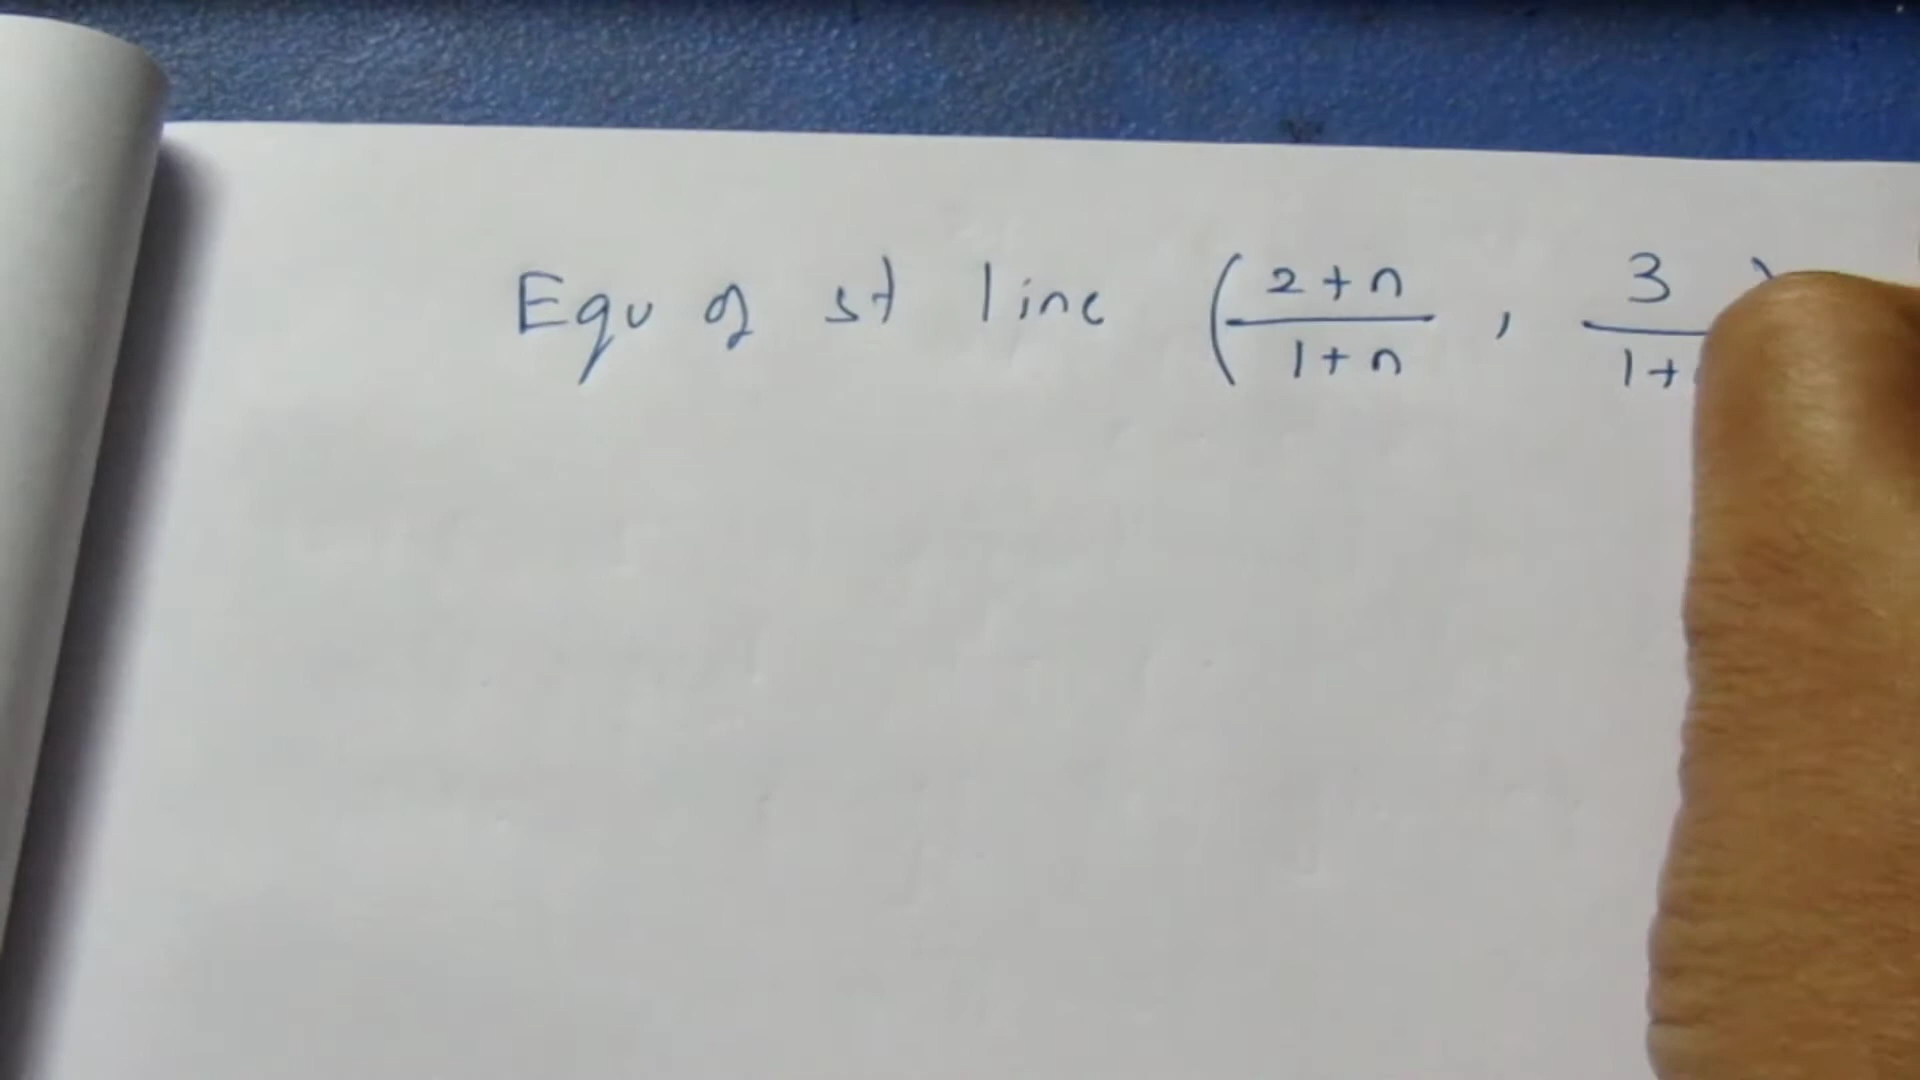 Equ of st line (2+n/1+n, 3/1+